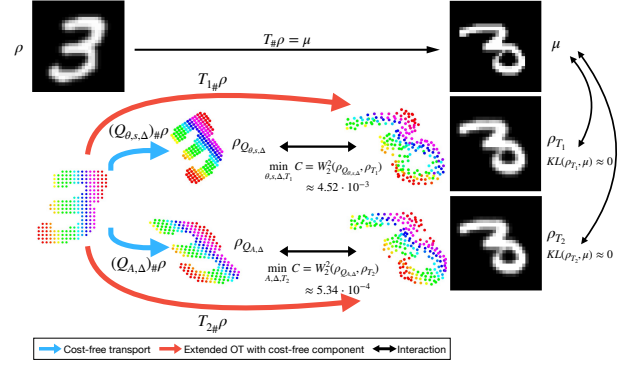 ρ
T_# ρ = μ
μ
T_{1#} ρ
(Q_{θ,s,Δ})_# ρ
ρ_{Q_{θ,s,Δ}}
min_{θ,s,Δ,T_1} C = W_2^2(ρ_{Q_{θ,s,Δ}}, ρ_{T_1})
≈ 4.52 · 10^{-3}
ρ_{T_1}
KL(ρ_{T_1}, μ) ≈ 0
(Q_{A,Δ})_# ρ
ρ_{Q_{A,Δ}}
min_{A,Δ,T_2} C = W_2^2(ρ_{Q_{A,Δ}}, ρ_{T_2})
≈ 5.34 · 10^{-4}
ρ_{T_2}
KL(ρ_{T_2}, μ) ≈ 0
T_{2#} ρ
Cost-free transport Extended OT with cost-free component Interaction